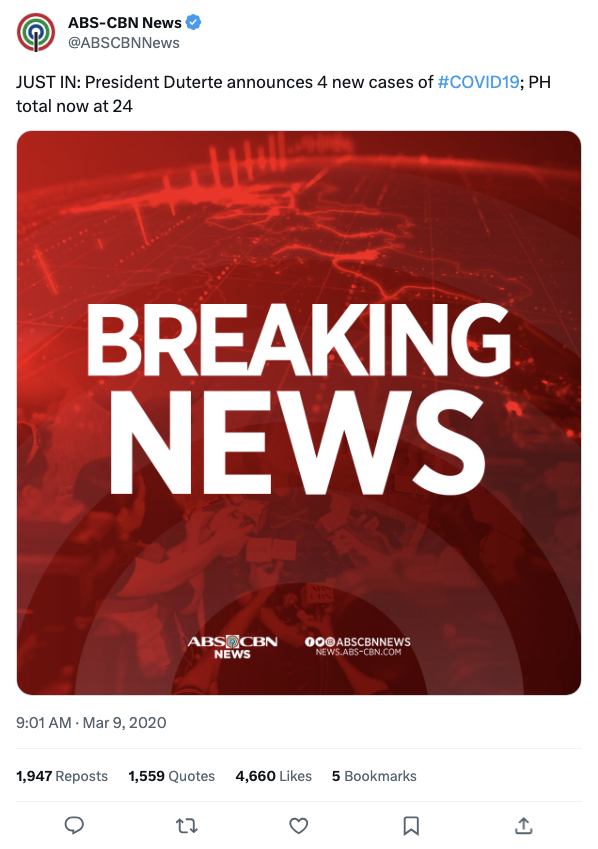 ABS-CBN News
@ABSCBNNews
JUST IN: President Duterte announces 4 new cases of #COVID19; PH
total now at 24
BREAKING
NEWS
ABS CBN
NEWS
ABSCBNNEWS
NEWS.ABS-CBN.COM
9:01 AM · Mar 9, 2020
1,947 Reposts 1,559 Quotes 4,660 Likes 5 Bookmarks